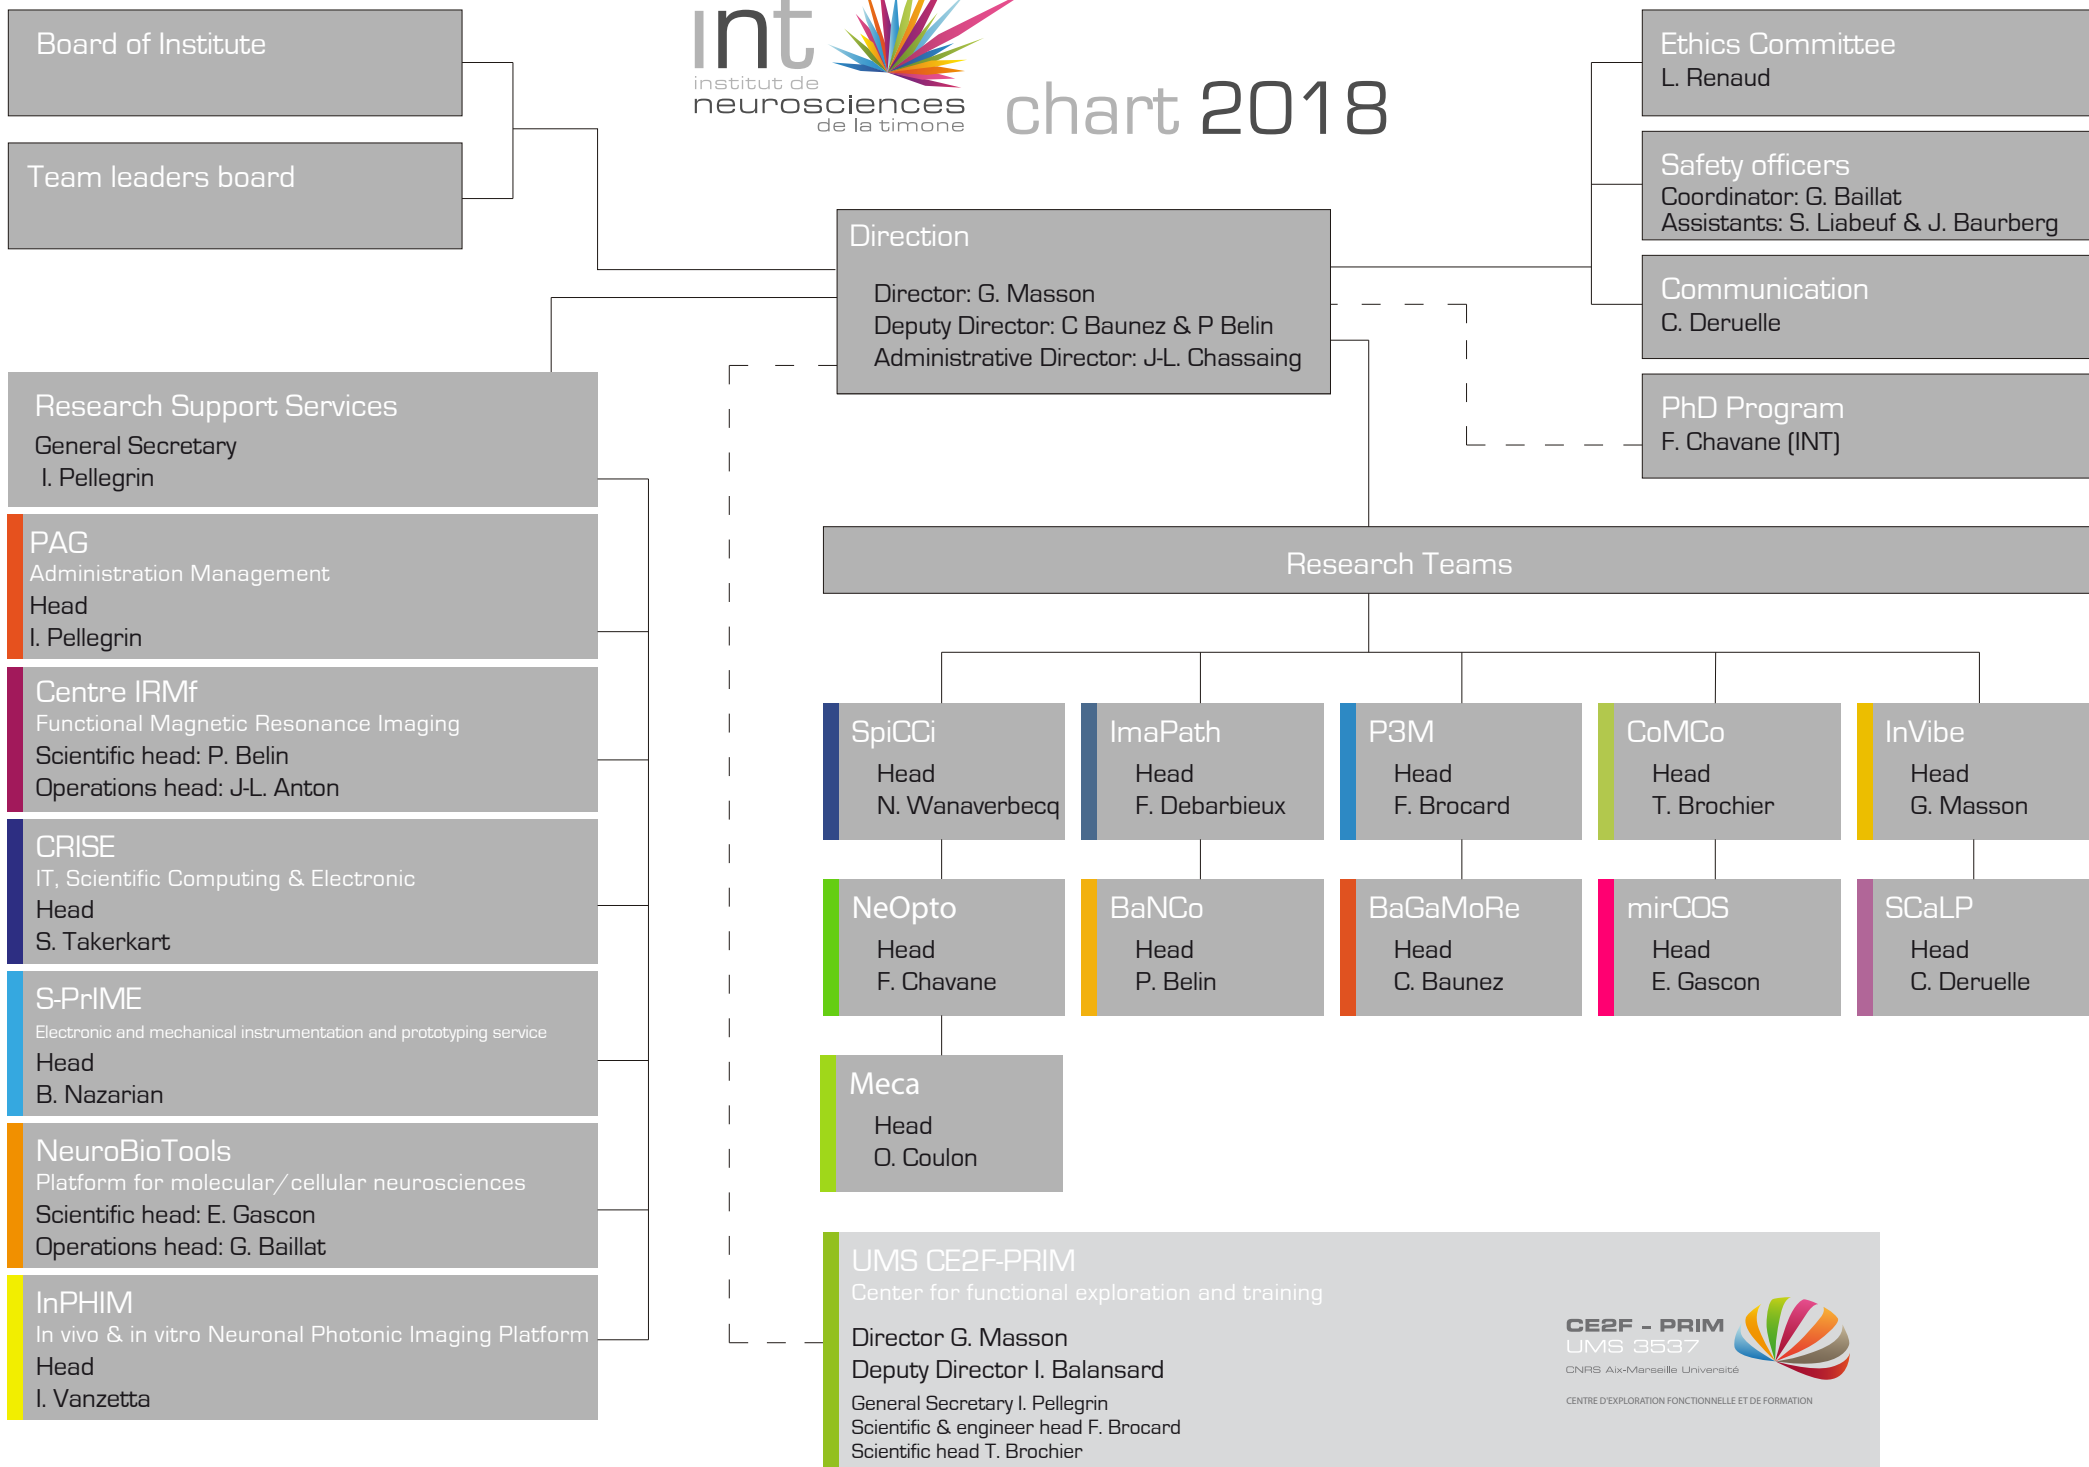 int
institut de
neurosciences
de la timone
chart 2018
Board of Institute
Team leaders board
Ethics Committee
L. Renaud
Safety officers
Coordinator: G. Baillat
Assistants: S. Liabeuf & J. Baurberg
Communication
C. Deruelle
PhD Program
F. Chavane (INT)
Direction
Director: G. Masson
Deputy Director: C Baunez & P Belin
Administrative Director: J-L. Chassaing
Research Support Services
General Secretary
I. Pellegrin
PAG
Administration Management
Head
I. Pellegrin
Centre IRMf
Functional Magnetic Resonance Imaging
Scientific head: P. Belin
Operations head: J-L. Anton
CRISE
IT, Scientific Computing & Electronic
Head
S. Takerkart
S-PrIME
Electronic and mechanical instrumentation and prototyping service
Head
B. Nazarian
NeuroBioTools
Platform for molecular/cellular neurosciences
Scientific head: E. Gascon
Operations head: G. Baillat
InPHIM
In vivo & in vitro Neuronal Photonic Imaging Platform
Head
I. Vanzetta
Research Teams
SpiCCi
Head
N. Wanaverbecq
ImaPath
Head
F. Debarbieux
P3M
Head
F. Brocard
CoMCo
Head
T. Brochier
InVibe
Head
G. Masson
NeOpto
Head
F. Chavane
BaNCo
Head
P. Belin
BaGaMoRe
Head
C. Baunez
mirCOS
Head
E. Gascon
SCaLP
Head
C. Deruelle
Meca
Head
O. Coulon
UMS CE2F-PRIM
Center for functional exploration and training
Director G. Masson
Deputy Director I. Balansard
General Secretary I. Pellegrin
Scientific & engineer head F. Brocard
Scientific head T. Brochier
CE2F - PRIM
UMS 3537
CNRS Aix-Marseille Université
CENTRE D'EXPLORATION FONCTIONNELLE ET DE FORMATION